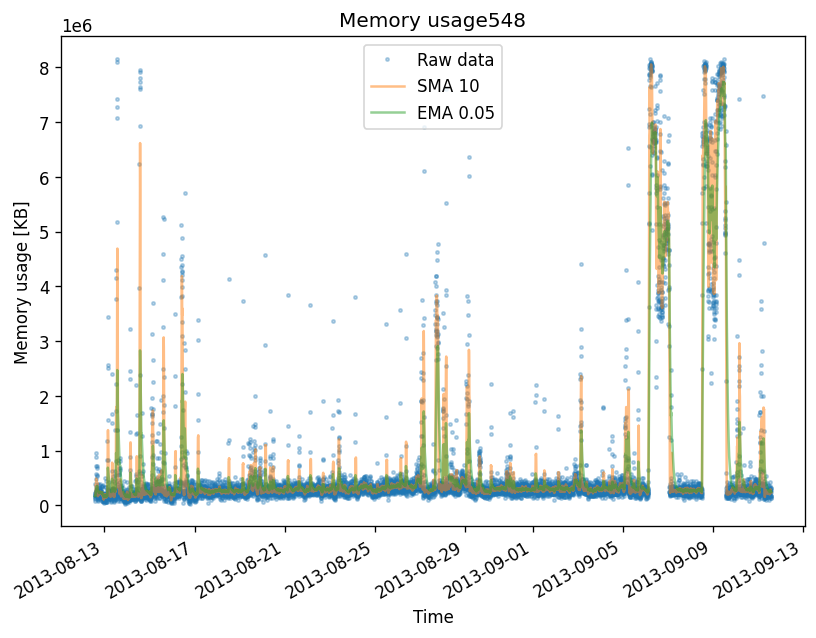 Memory usage548
1e6
Raw data
SMA 10
EMA 0.05
8
7
6
5
4
3
2
1
0
Memory usage [KB]
2013-08-13
2013-08-17
2013-08-21
2013-08-25
2013-08-29
2013-09-01
2013-09-05
2013-09-09
2013-09-13
Time